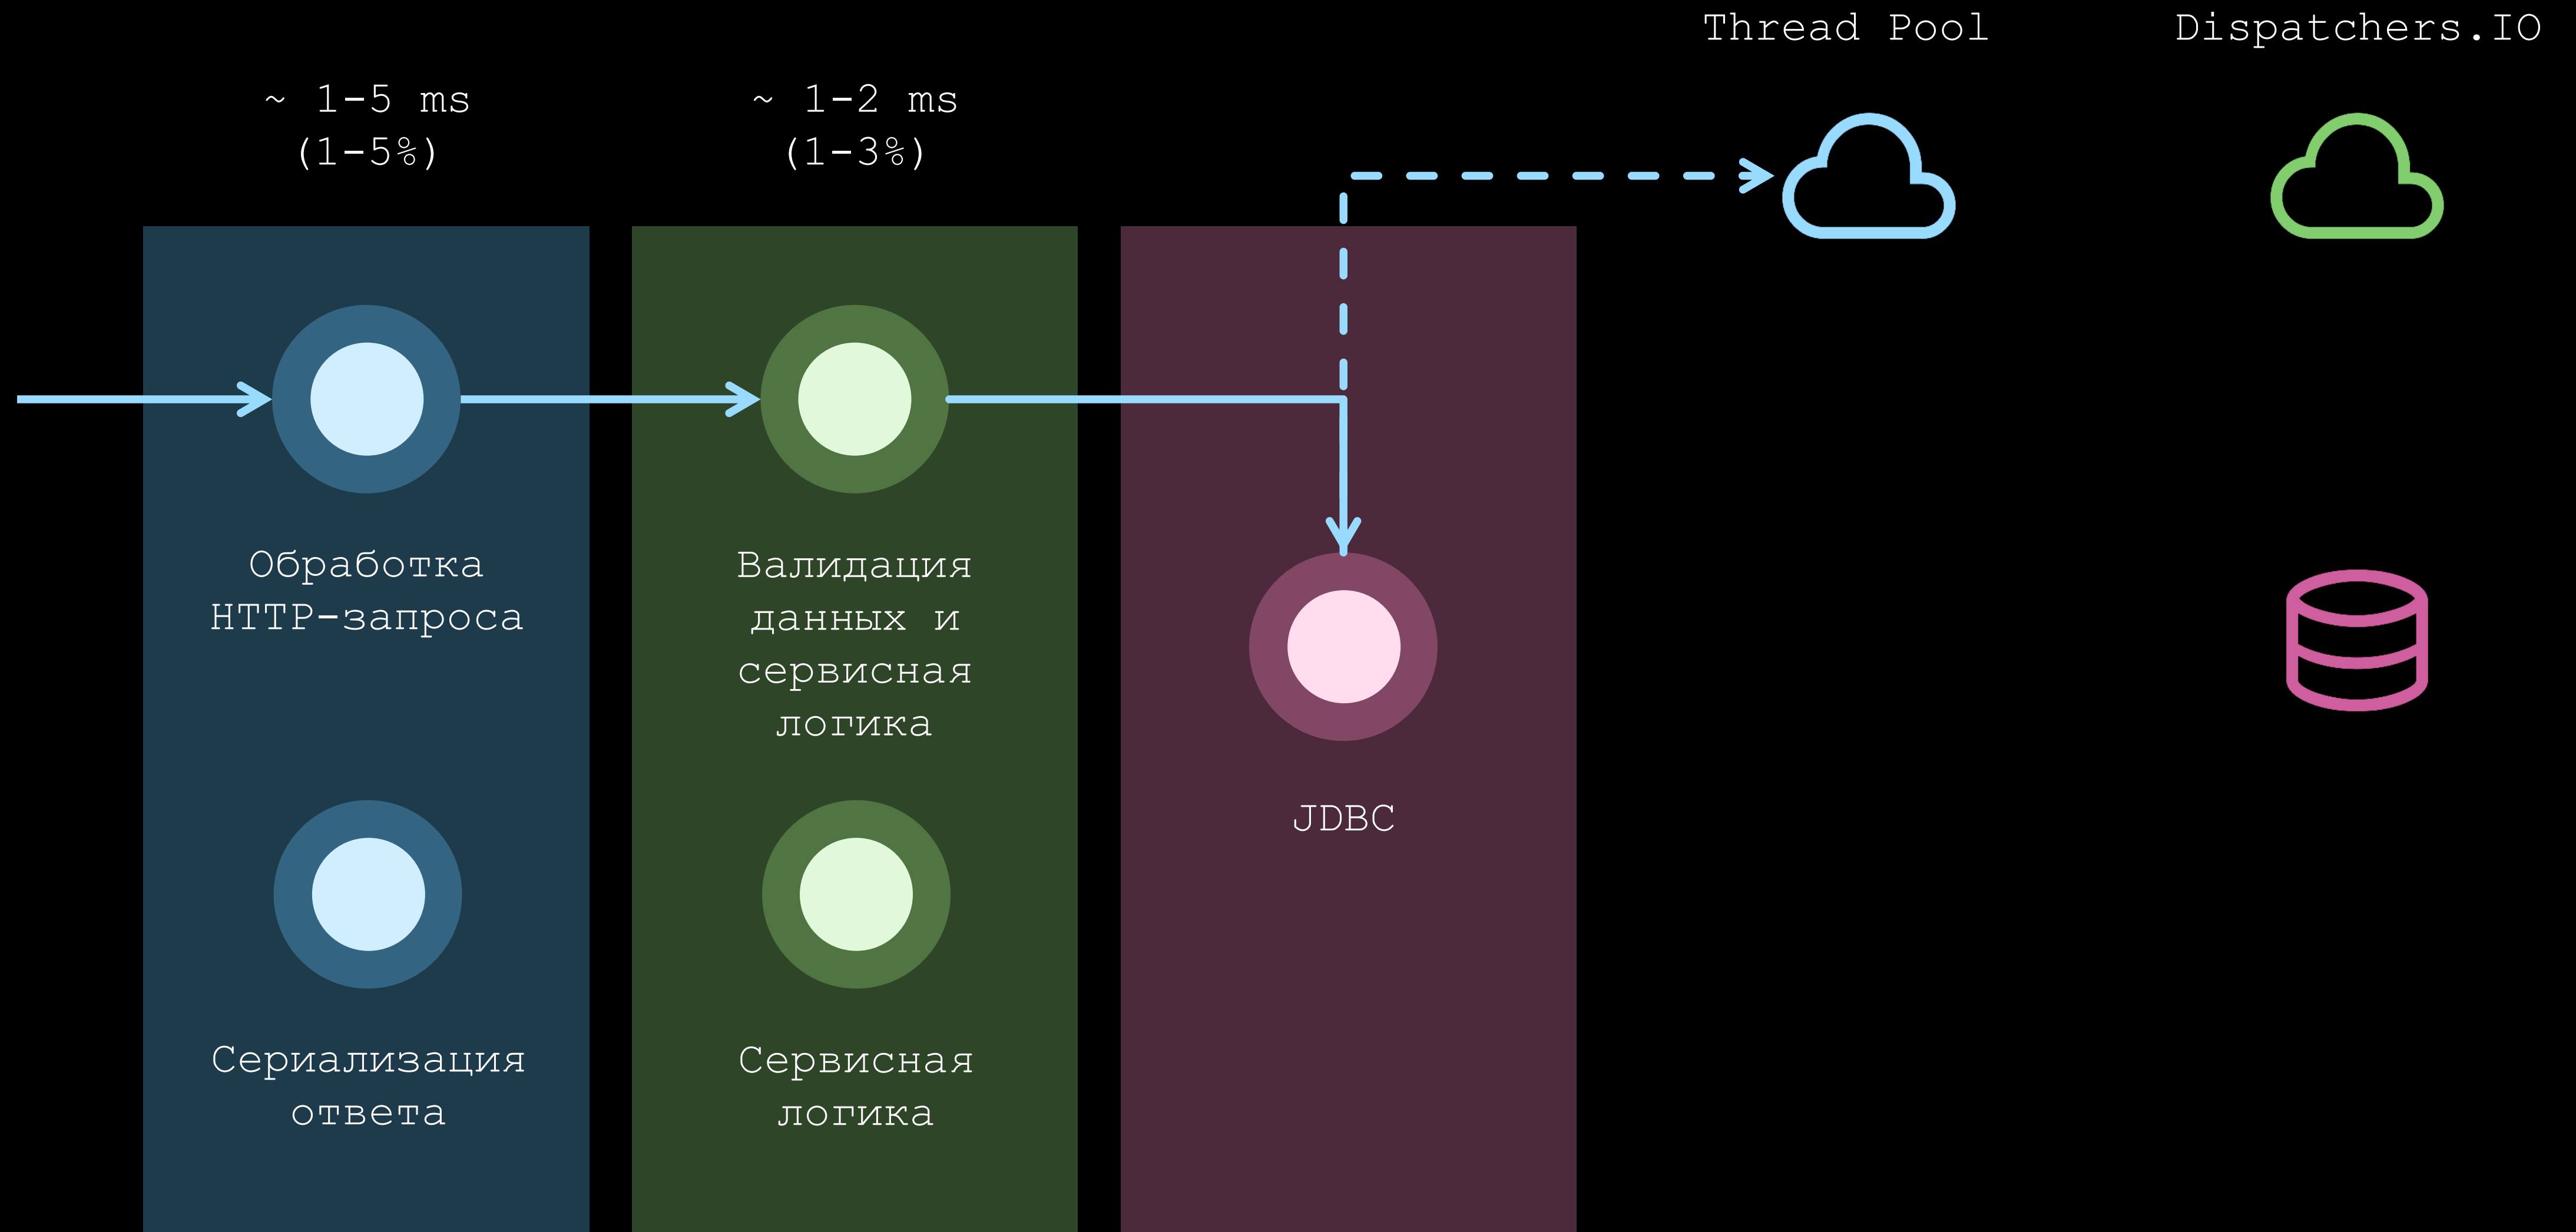 Thread Pool
Dispatchers.IO
~ 1-5 ms
(1-5%)
~ 1-2 ms
(1-3%)
Обработка
HTTP-запроса
Валидация
данных и
сервисная
логика
JDBC
Сериализация
ответа
Сервисная
логика